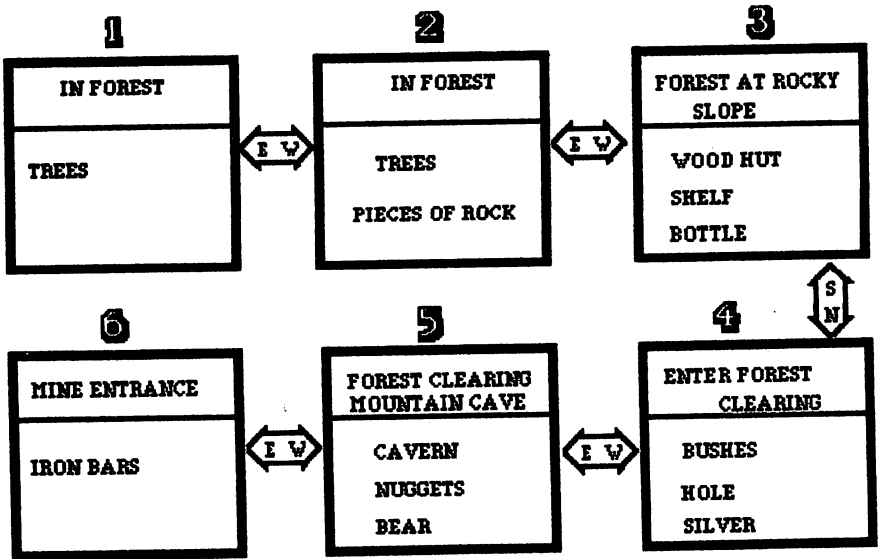 1
2
3
IN FOREST
TREES
E W
IN FOREST
TREES
PIECES OF ROCK
E W
FOREST AT ROCKY
SLOPE
WOOD HUT
SHELF
BOTTLE
S
N
6
5
4
MINE ENTRANCE
IRON BARS
E W
FOREST CLEARING
MOUNTAIN CAVE
CAVERN
NUGGETS
BEAR
E W
ENTER FOREST
CLEARING
BUSHES
HOLE
SILVER